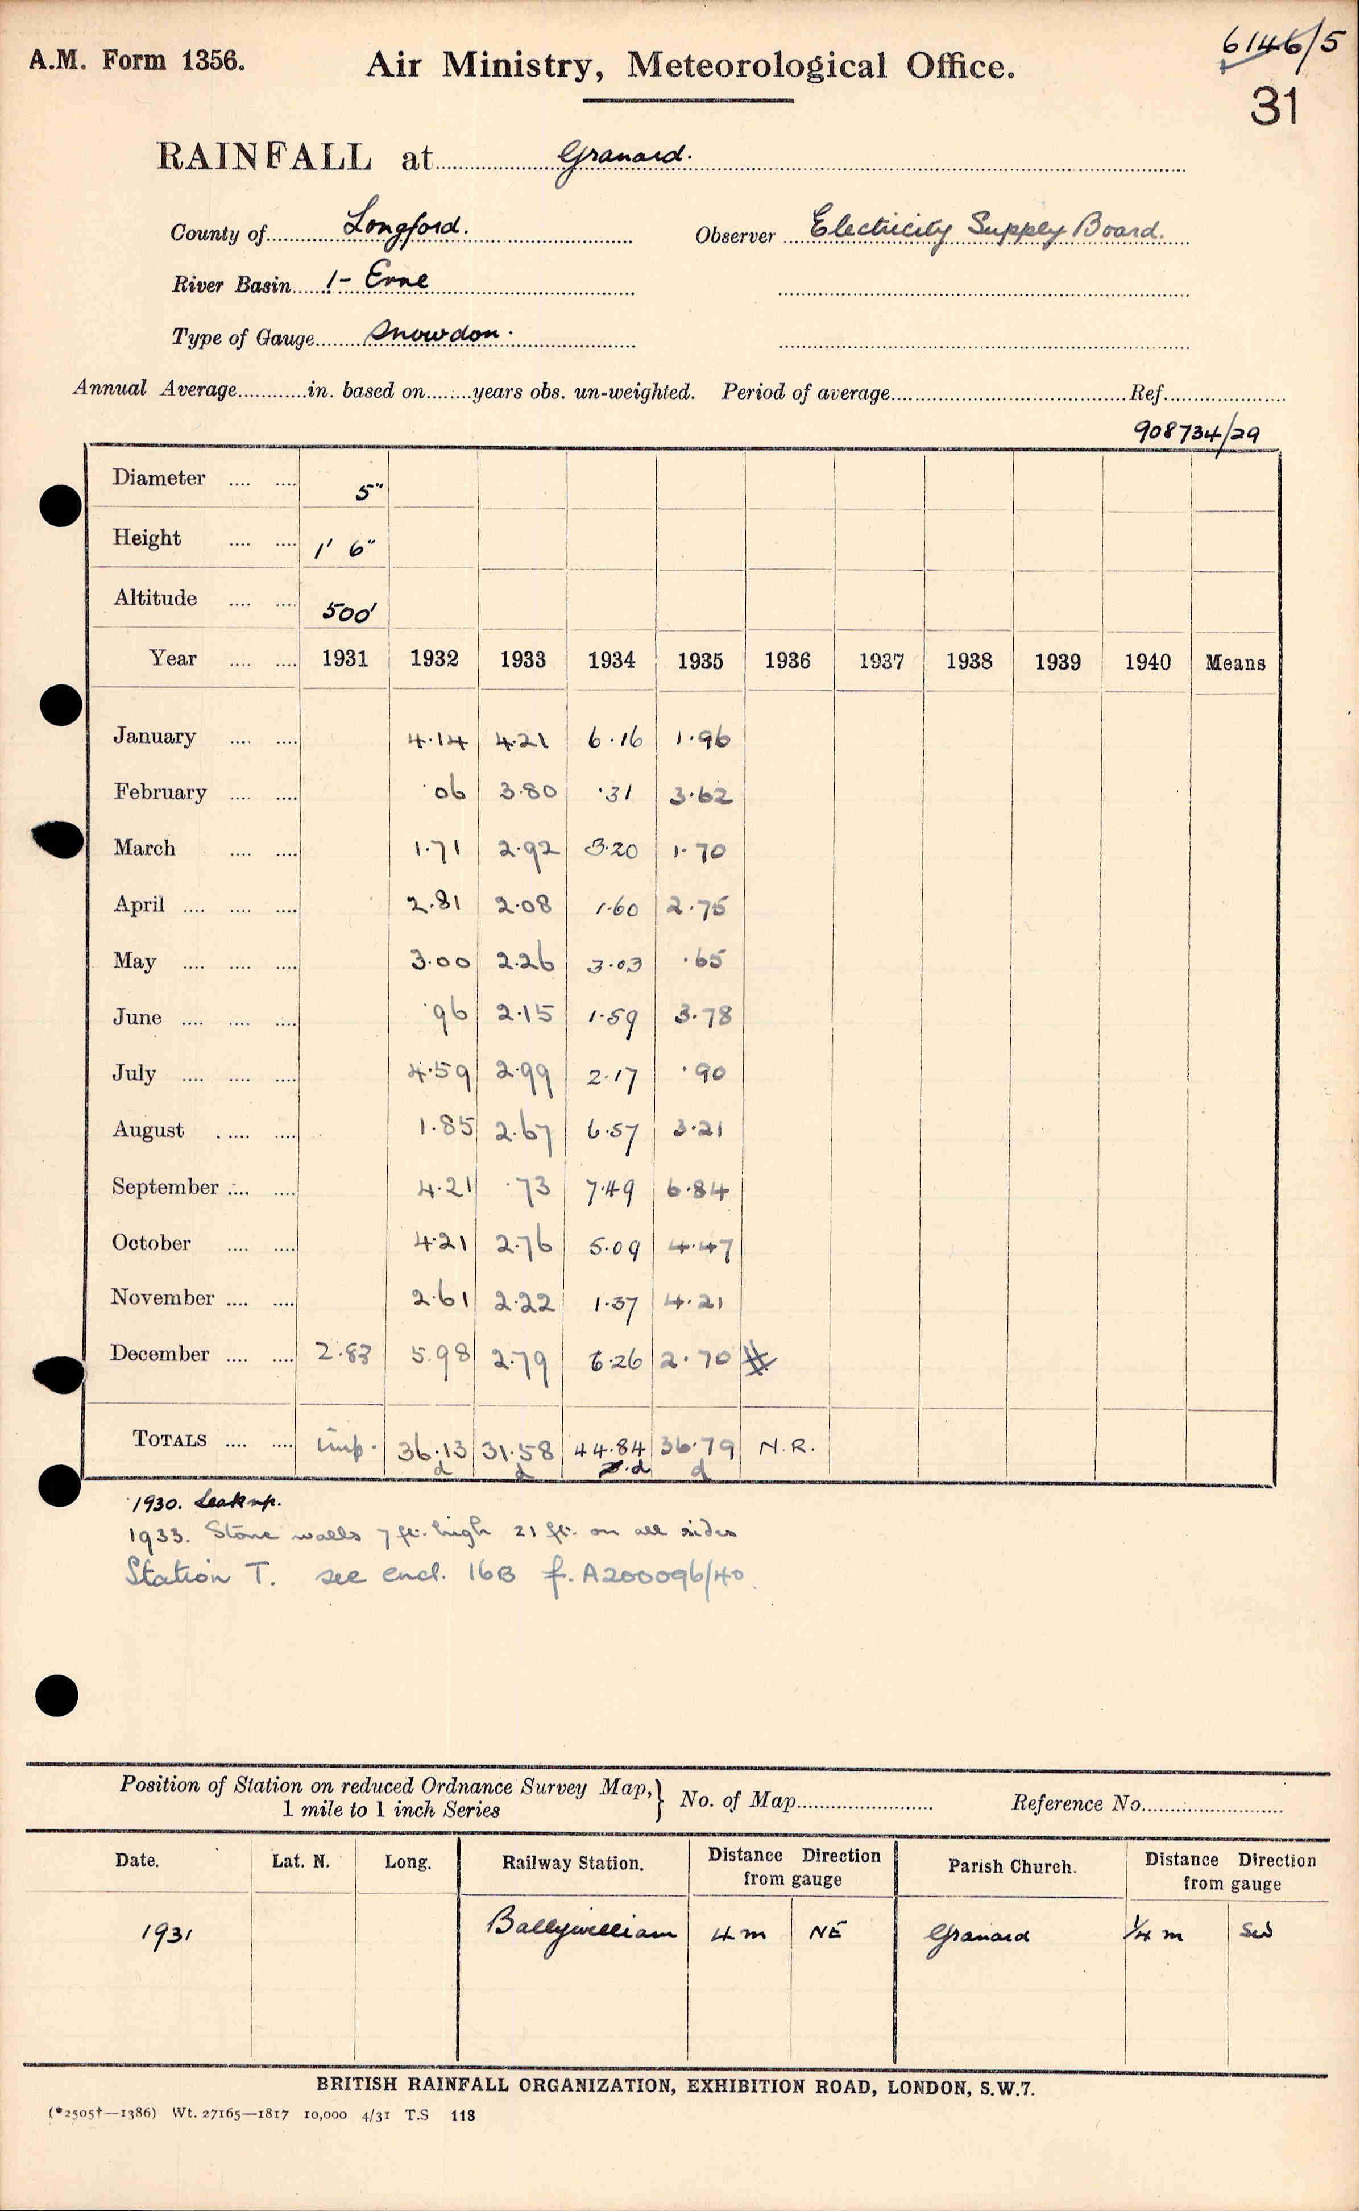 6146/5
A.M. Form 1356. Air Ministry, Meteorological Office.
31
RAINFALL at Granard.
County of Longford. Observer Electricity Supply Board.
River Basin 1- Erne
Type of Gauge Snowdon.
Annual Average............in. based on........years obs. un-weighted. Period of average........................Ref.....................
908734/29
Diameter .... .... 5"
Height .... .... 1' 6"
Altitude .... .... 500'
Year .... .... 1931 1932 1933 1934 1935 1936 1937 1938 1939 1940 Means
January .... .... 4.14 4.21 6.16 1.96
February .... .... .06 3.80 .31 3.62
March .... .... 1.71 2.92 3.20 1.70
April .... .... .... 2.81 2.08 1.60 2.75
May .... .... .... 3.00 2.26 3.03 .65
June .... .... .... .96 2.15 1.59 3.78
July .... .... .... 4.59 2.99 2.17 .90
August .... .... 1.85 2.67 6.57 3.21
September .... .... 4.21 .73 7.49 6.84
October .... .... 4.21 2.76 5.09 4.47
November .... .... 2.61 2.22 1.37 4.21
December .... .... 2.83 5.98 2.79 6.26 2.70
TOTALS .... .... imp. 36.13 31.58 44.84 36.79 N.R.
d d d d
1930.
1933. Stone walls 7 ft. high 21 ft. on all sides
Station T. see encl. 16B f. A200096/40.
Position of Station on reduced Ordnance Survey Map, } No. of Map........................ Reference No........................
1 mile to 1 inch Series
Date. Lat. N. Long. Railway Station. Distance Direction from gauge Parish Church. Distance Direction from gauge
1931 Ballywilliam 4 m NE Granard 1/4 m SW
BRITISH RAINFALL ORGANIZATION, EXHIBITION ROAD, LONDON, S.W.7.
(*2505†—1386) Wt. 27165—1817 10,000 4/31 T.S 118